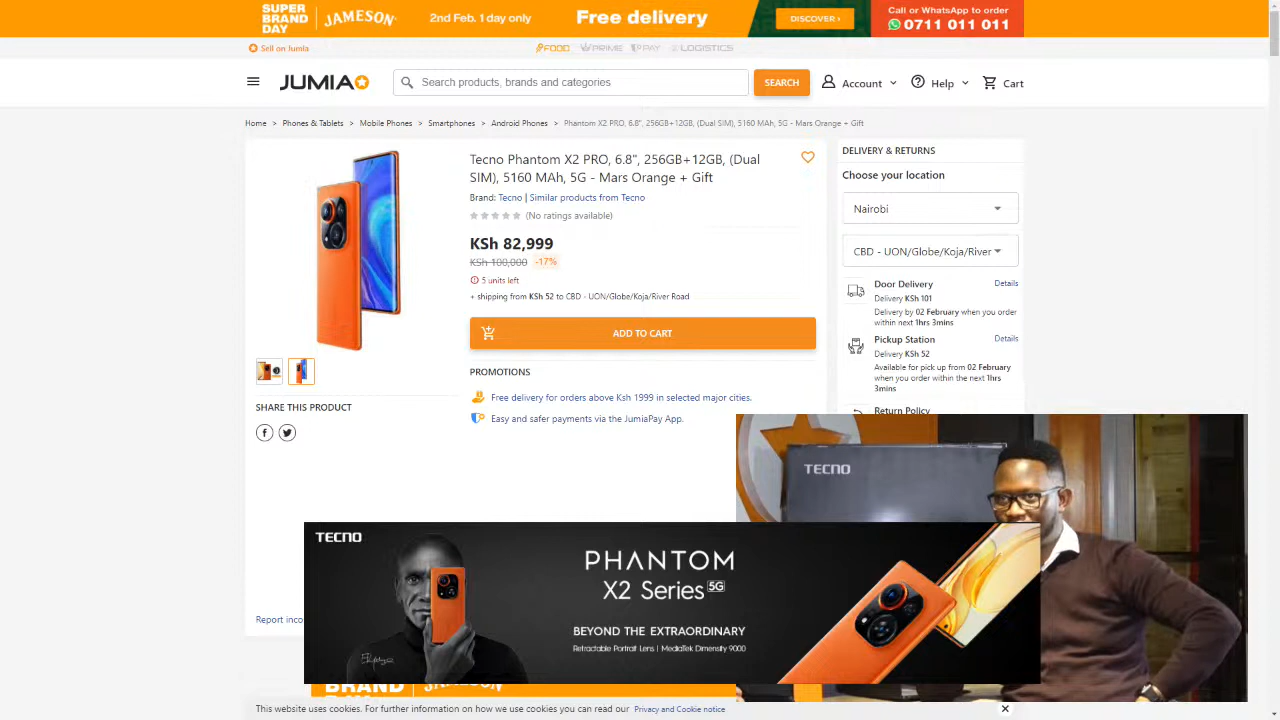 SUPER
BRAND
DAY
JAMESON
2nd Feb. 1 day only
Free delivery
DISCOVER ›
Call or WhatsApp to order
0711 011 011
Sell on Jumia
FOOD
PRIME
PAY
LOGISTICS
JUMIA
Search products, brands and categories
SEARCH
Account
Help
Cart
Home > Phones & Tablets > Mobile Phones > Smartphones > Android Phones > Phantom X2 PRO, 6.8", 256GB+12GB, (Dual SIM), 5160 MAh, 5G - Mars Orange + Gift
Tecno Phantom X2 PRO, 6.8", 256GB+12GB, (Dual
SIM), 5160 MAh, 5G - Mars Orange + Gift
Brand: Tecno | Similar products from Tecno
(No ratings available)
KSh 82,999
KSh 100,000 -17%
5 units left
+ shipping from KSh 52 to CBD - UON/Globe/Koja/River Road
ADD TO CART
PROMOTIONS
Free delivery for orders above Ksh 1999 in selected major cities.
Easy and safer payments via the JumiaPay App.
SHARE THIS PRODUCT
Report inco
DELIVERY & RETURNS
Choose your location
Nairobi
CBD - UON/Globe/Koja/River
Door Delivery
Details
Delivery KSh 101
Delivery by 02 February when you order
within next 1hrs 3mins
Pickup Station
Details
Delivery KSh 52
Available for pick up from 02 February
when you order within the next 1hrs
3mins
Return Policy
TECNO
TECNO
PHANTOM
X2 Series 5G
BEYOND THE EXTRAORDINARY
Retractable Portrait Lens | MediaTek Dimensity 9000
BRAND
JAMESON
This website uses cookies. For further information on how we use cookies you can read our Privacy and Cookie notice